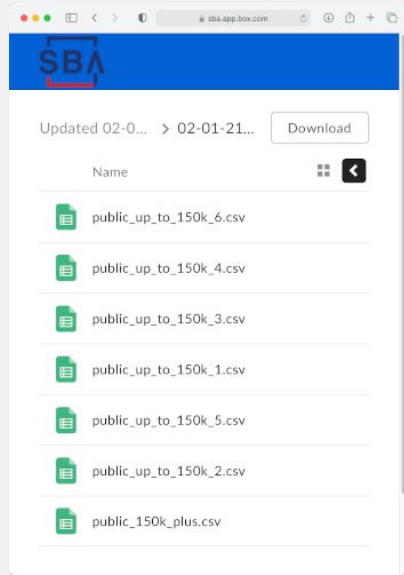 sba.app.box.com
SBA
Updated 02-0... > 02-01-21... Download
Name
public_up_to_150k_6.csv
public_up_to_150k_4.csv
public_up_to_150k_3.csv
public_up_to_150k_1.csv
public_up_to_150k_5.csv
public_up_to_150k_2.csv
public_150k_plus.csv